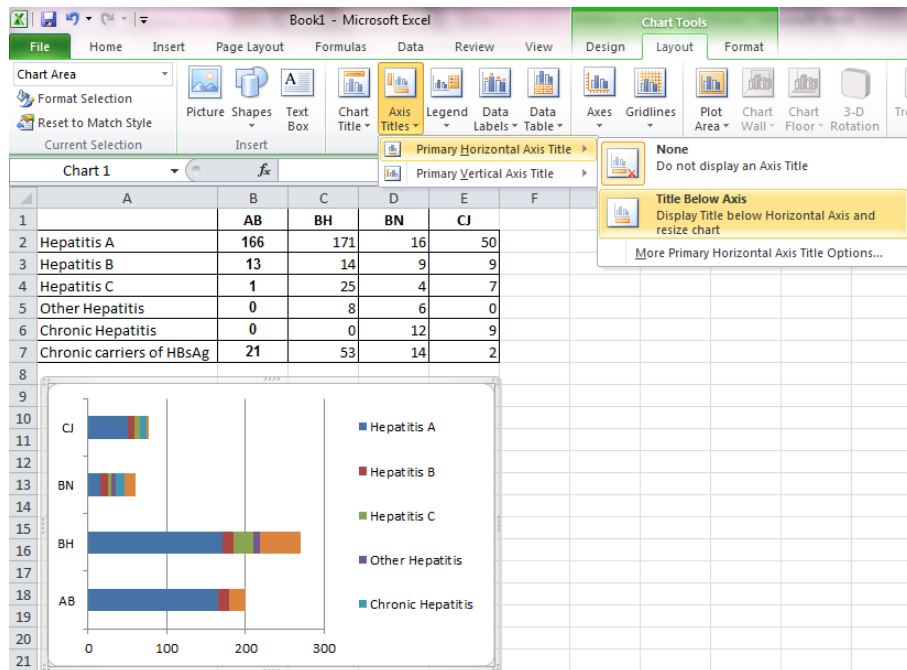 Book1 - Microsoft Excel
Chart Tools
File Home Insert Page Layout Formulas Data Review View Design Layout Format
Chart Area
Format Selection
Reset to Match Style
Current Selection
Picture Shapes Text Box
Insert
Chart Title Axis Titles Legend Data Labels Data Table
Axes Gridlines
Plot Area Chart Wall Chart Floor 3-D Rotation
Primary Horizontal Axis Title
Primary Vertical Axis Title
None
Do not display an Axis Title
Title Below Axis
Display Title below Horizontal Axis and
resize chart
More Primary Horizontal Axis Title Options...
Chart 1 fx
A B C D E F
1 AB BH BN CJ
2 Hepatitis A 166 171 16 50
3 Hepatitis B 13 14 9 9
4 Hepatitis C 1 25 4 7
5 Other Hepatitis 0 8 6 0
6 Chronic Hepatitis 0 0 12 9
7 Chronic carriers of HBsAg 21 53 14 2
8
9
10
11
12
13
14
15
16
17
18
19
20
21
CJ
BN
BH
AB
0 100 200 300
Hepatitis A
Hepatitis B
Hepatitis C
Other Hepatitis
Chronic Hepatitis